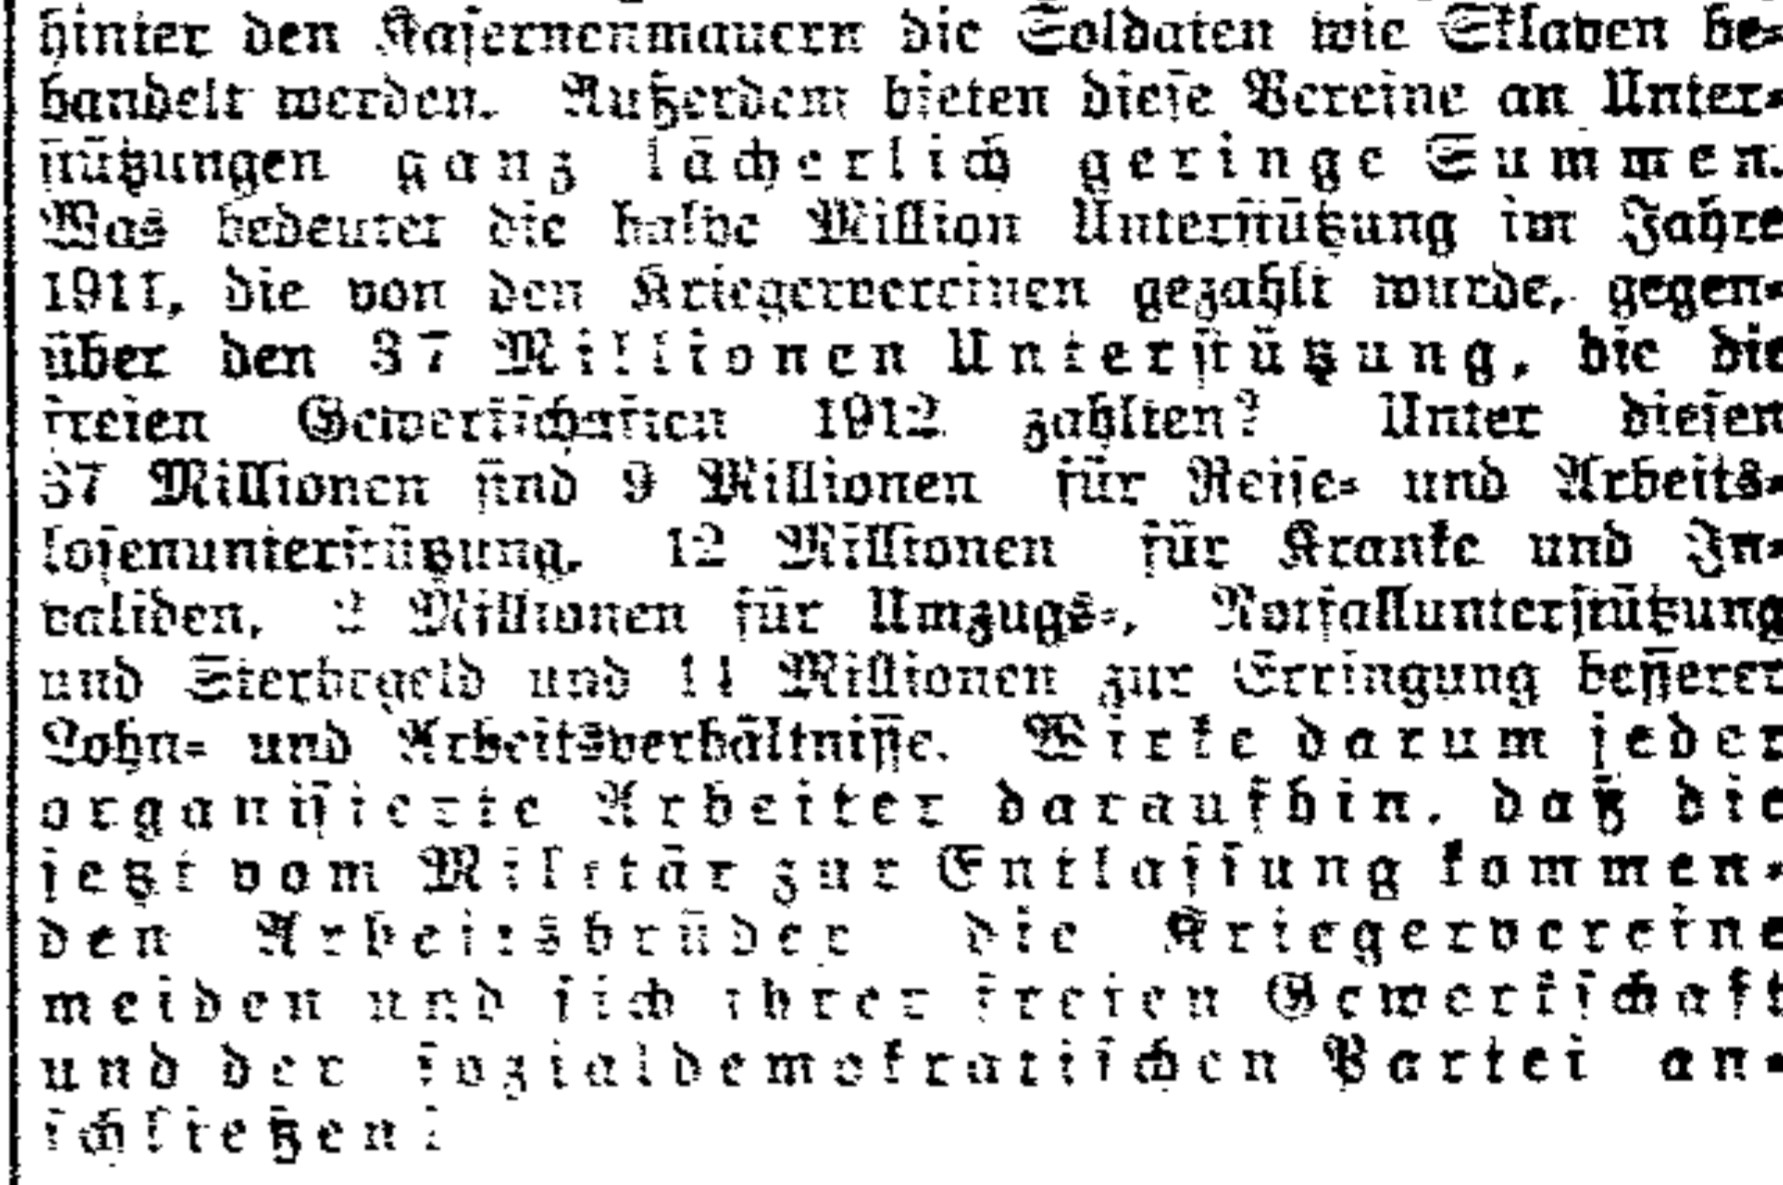 hinter den Kasernenmauern die Soldaten wie Sklaven be-
handelt werden. Außerdem bieten diese Vereine an Unter-
stützungen ganz lächerlich geringe Summen.
Was bedeutet die halbe Million Unterstützung im Jahre
1911, die von den Kriegervereinen gezahlt wurde, gegen-
über den 37 Millionen Unterstützung, die die
freien Gewerkschaften 1912 zahlten? Unter diesen
37 Millionen sind 9 Millionen für Reise- und Arbeits-
losenunterstützung, 12 Millionen für Kranke und In-
validen, 2 Millionen für Umzugs-, Notfallunterstützung
und Sterbegeld und 11 Millionen zur Erringung besserer
Lohn- und Arbeitsverhältnisse. Wirke darum jeder
organisierte Arbeiter daraufhin, daß die
jetzt vom Militär zur Entlassung kommen-
den Arbeitsbrüder die Kriegervereine
meiden und sich ihrer freien Gewerkschaft
und der sozialdemokratischen Partei an-
schließen!